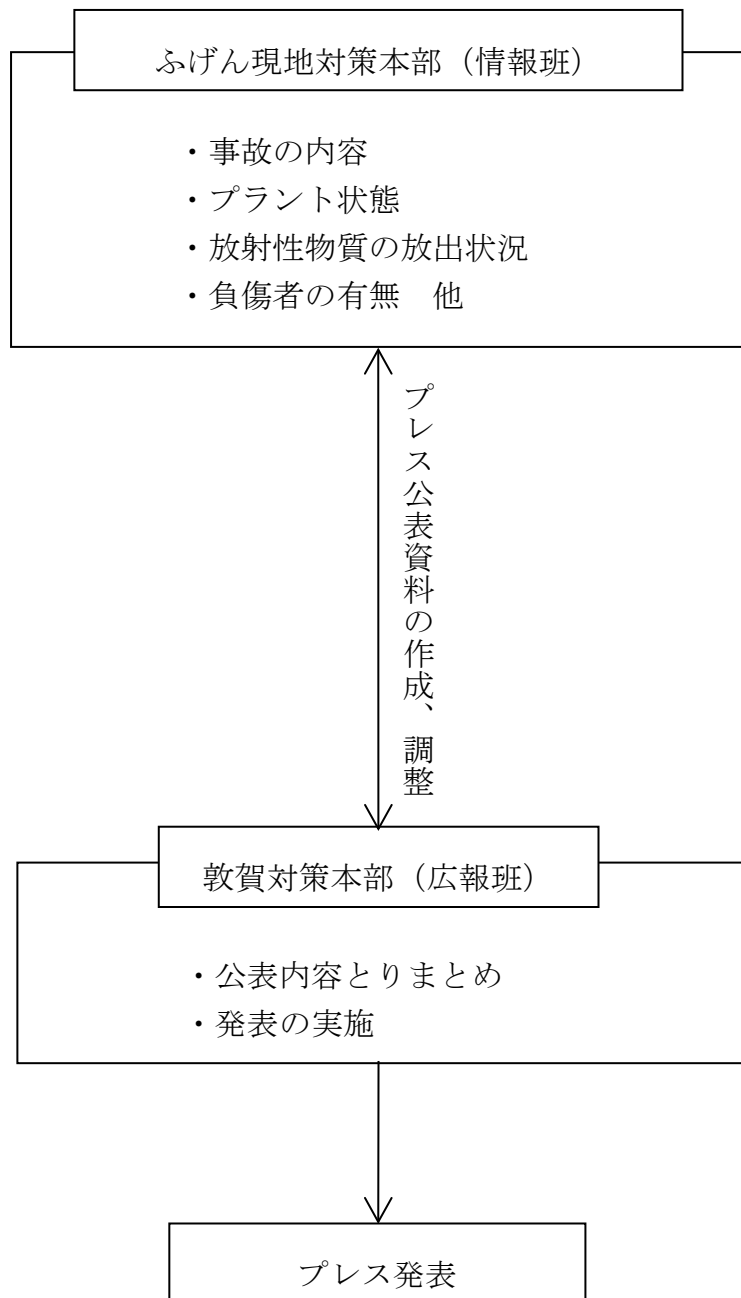 ふげん現地対策本部（情報班）
・事故の内容
・プラント状態
・放射性物質の放出状況
・負傷者の有無　他
プレス公表資料の作成、調整
敦賀対策本部（広報班）
・公表内容とりまとめ
・発表の実施
プレス発表